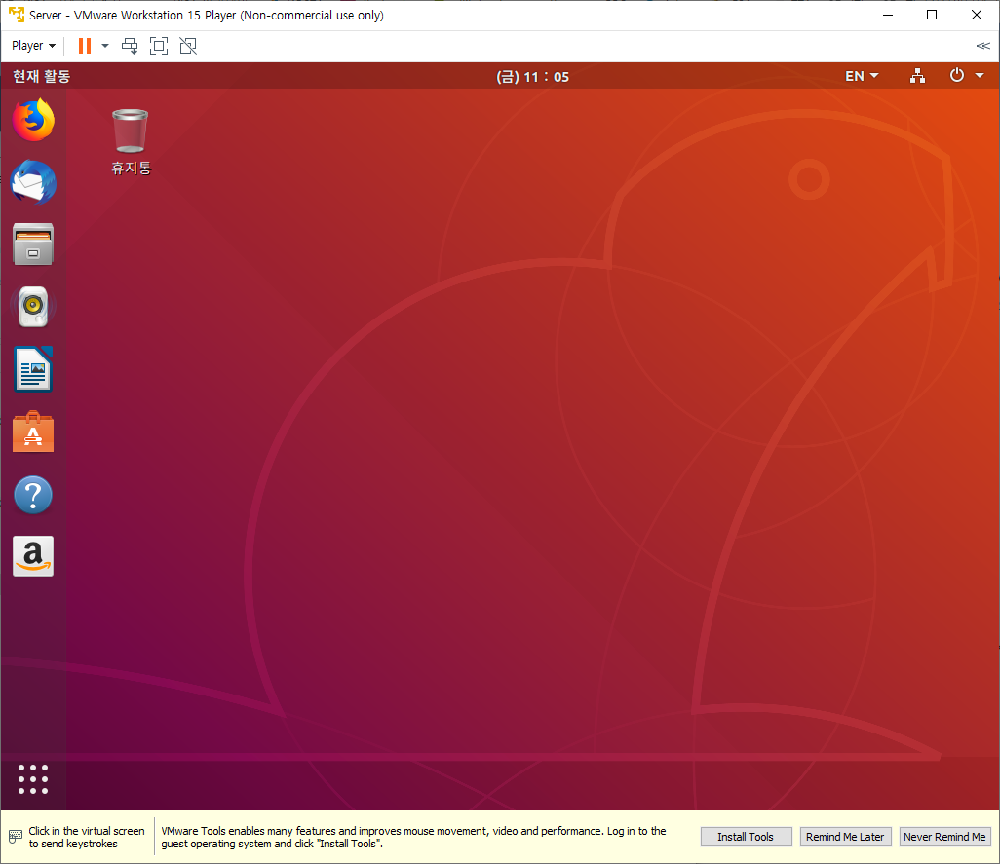 Server - VMware Workstation 15 Player (Non-commercial use only)
Player
현재 활동
(금) 11 : 05
EN
휴지통
Click in the virtual screen
to send keystrokes
VMware Tools enables many features and improves mouse movement, video and performance. Log in to the
guest operating system and click "Install Tools".
Install Tools
Remind Me Later
Never Remind Me